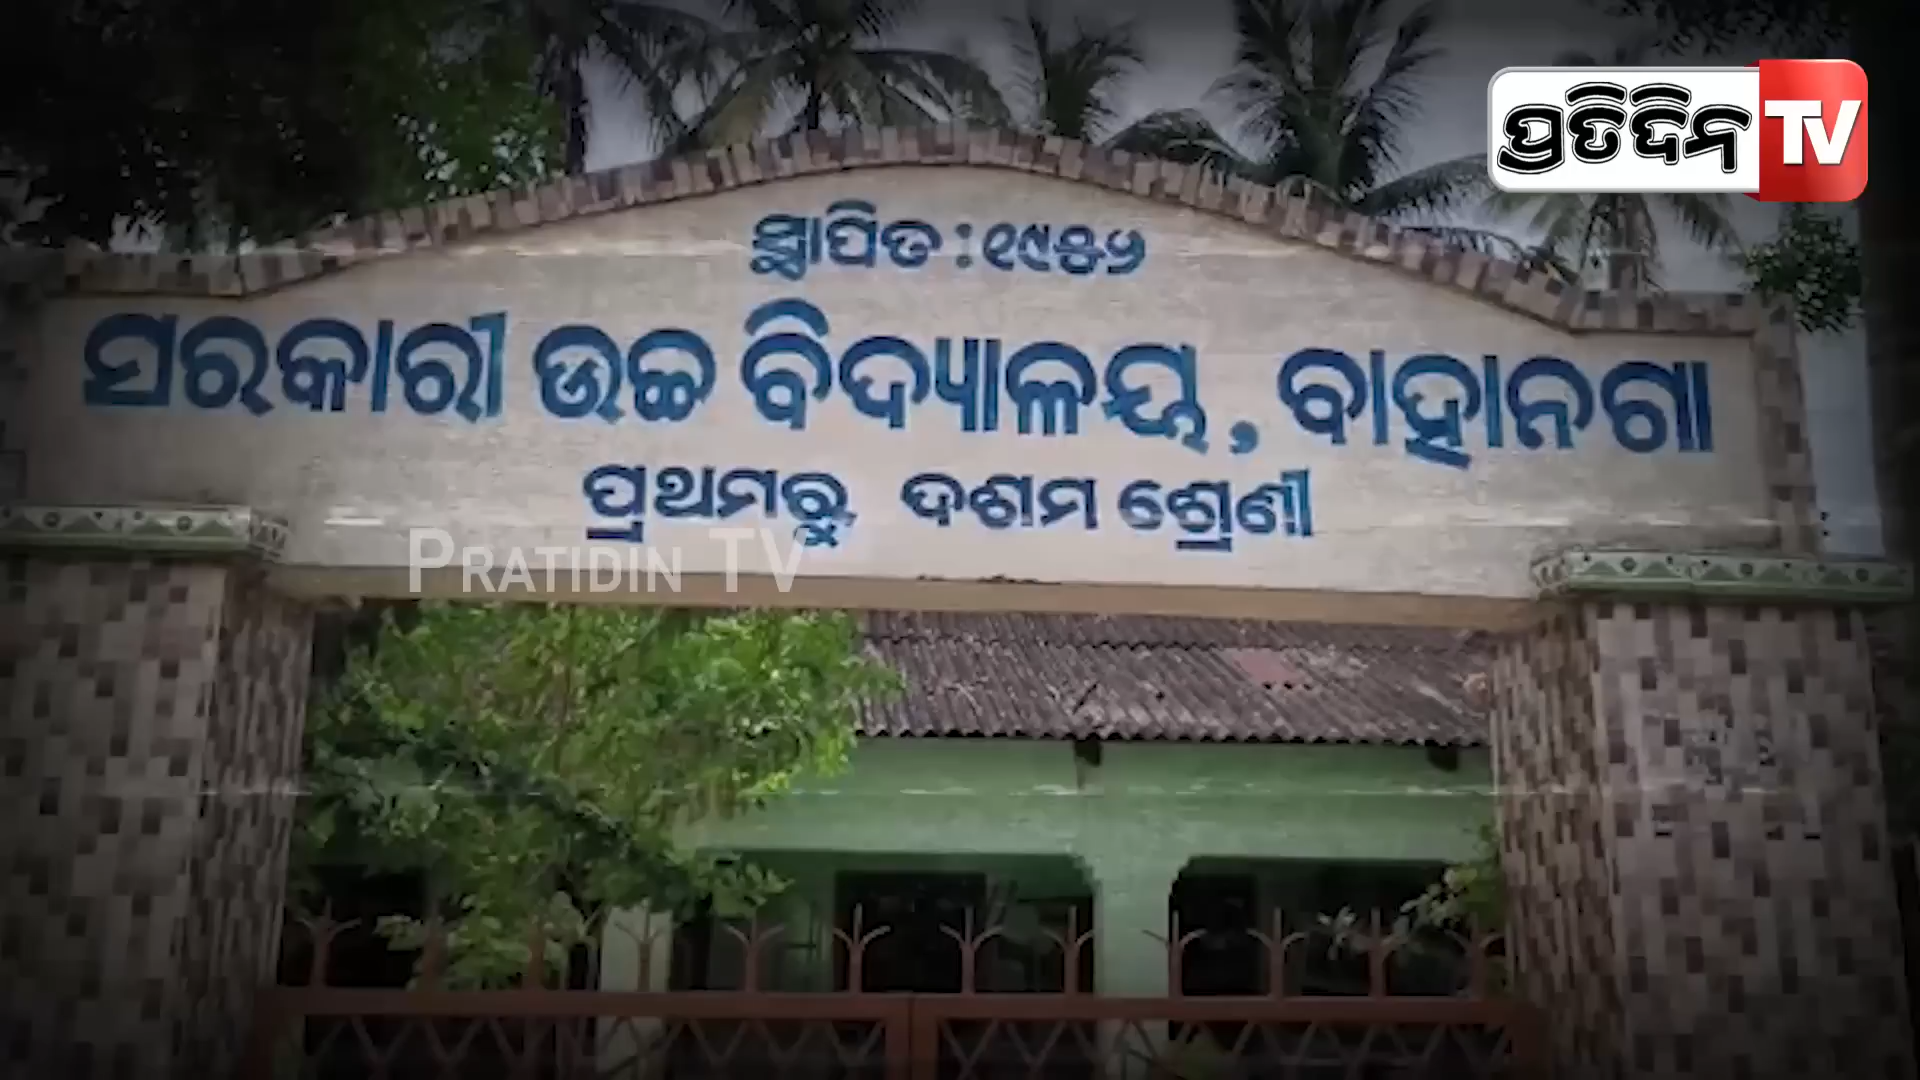 ପ୍ରତିଦିନ TV
ସ୍ଥାପିତ : ୧୯୫୬
ସରକାରୀ ଉଚ୍ଚ ବିଦ୍ୟାଳୟ, ବାହାନଗା
ପ୍ରଥମରୁ ଦଶମ ଶ୍ରେଣୀ
PRATIDIN TV